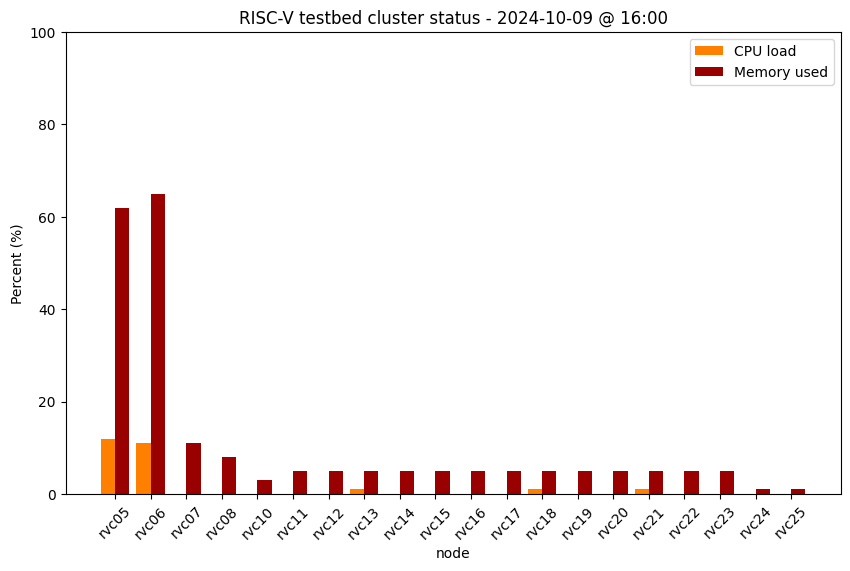 RISC-V testbed cluster status - 2024-10-09 @ 16:00
CPU load
Memory used
Percent (%)
100
80
60
40
20
0
rvc05 rvc06 rvc07 rvc08 rvc10 rvc11 rvc12 rvc13 rvc14 rvc15 rvc16 rvc17 rvc18 rvc19 rvc20 rvc21 rvc22 rvc23 rvc24 rvc25
node